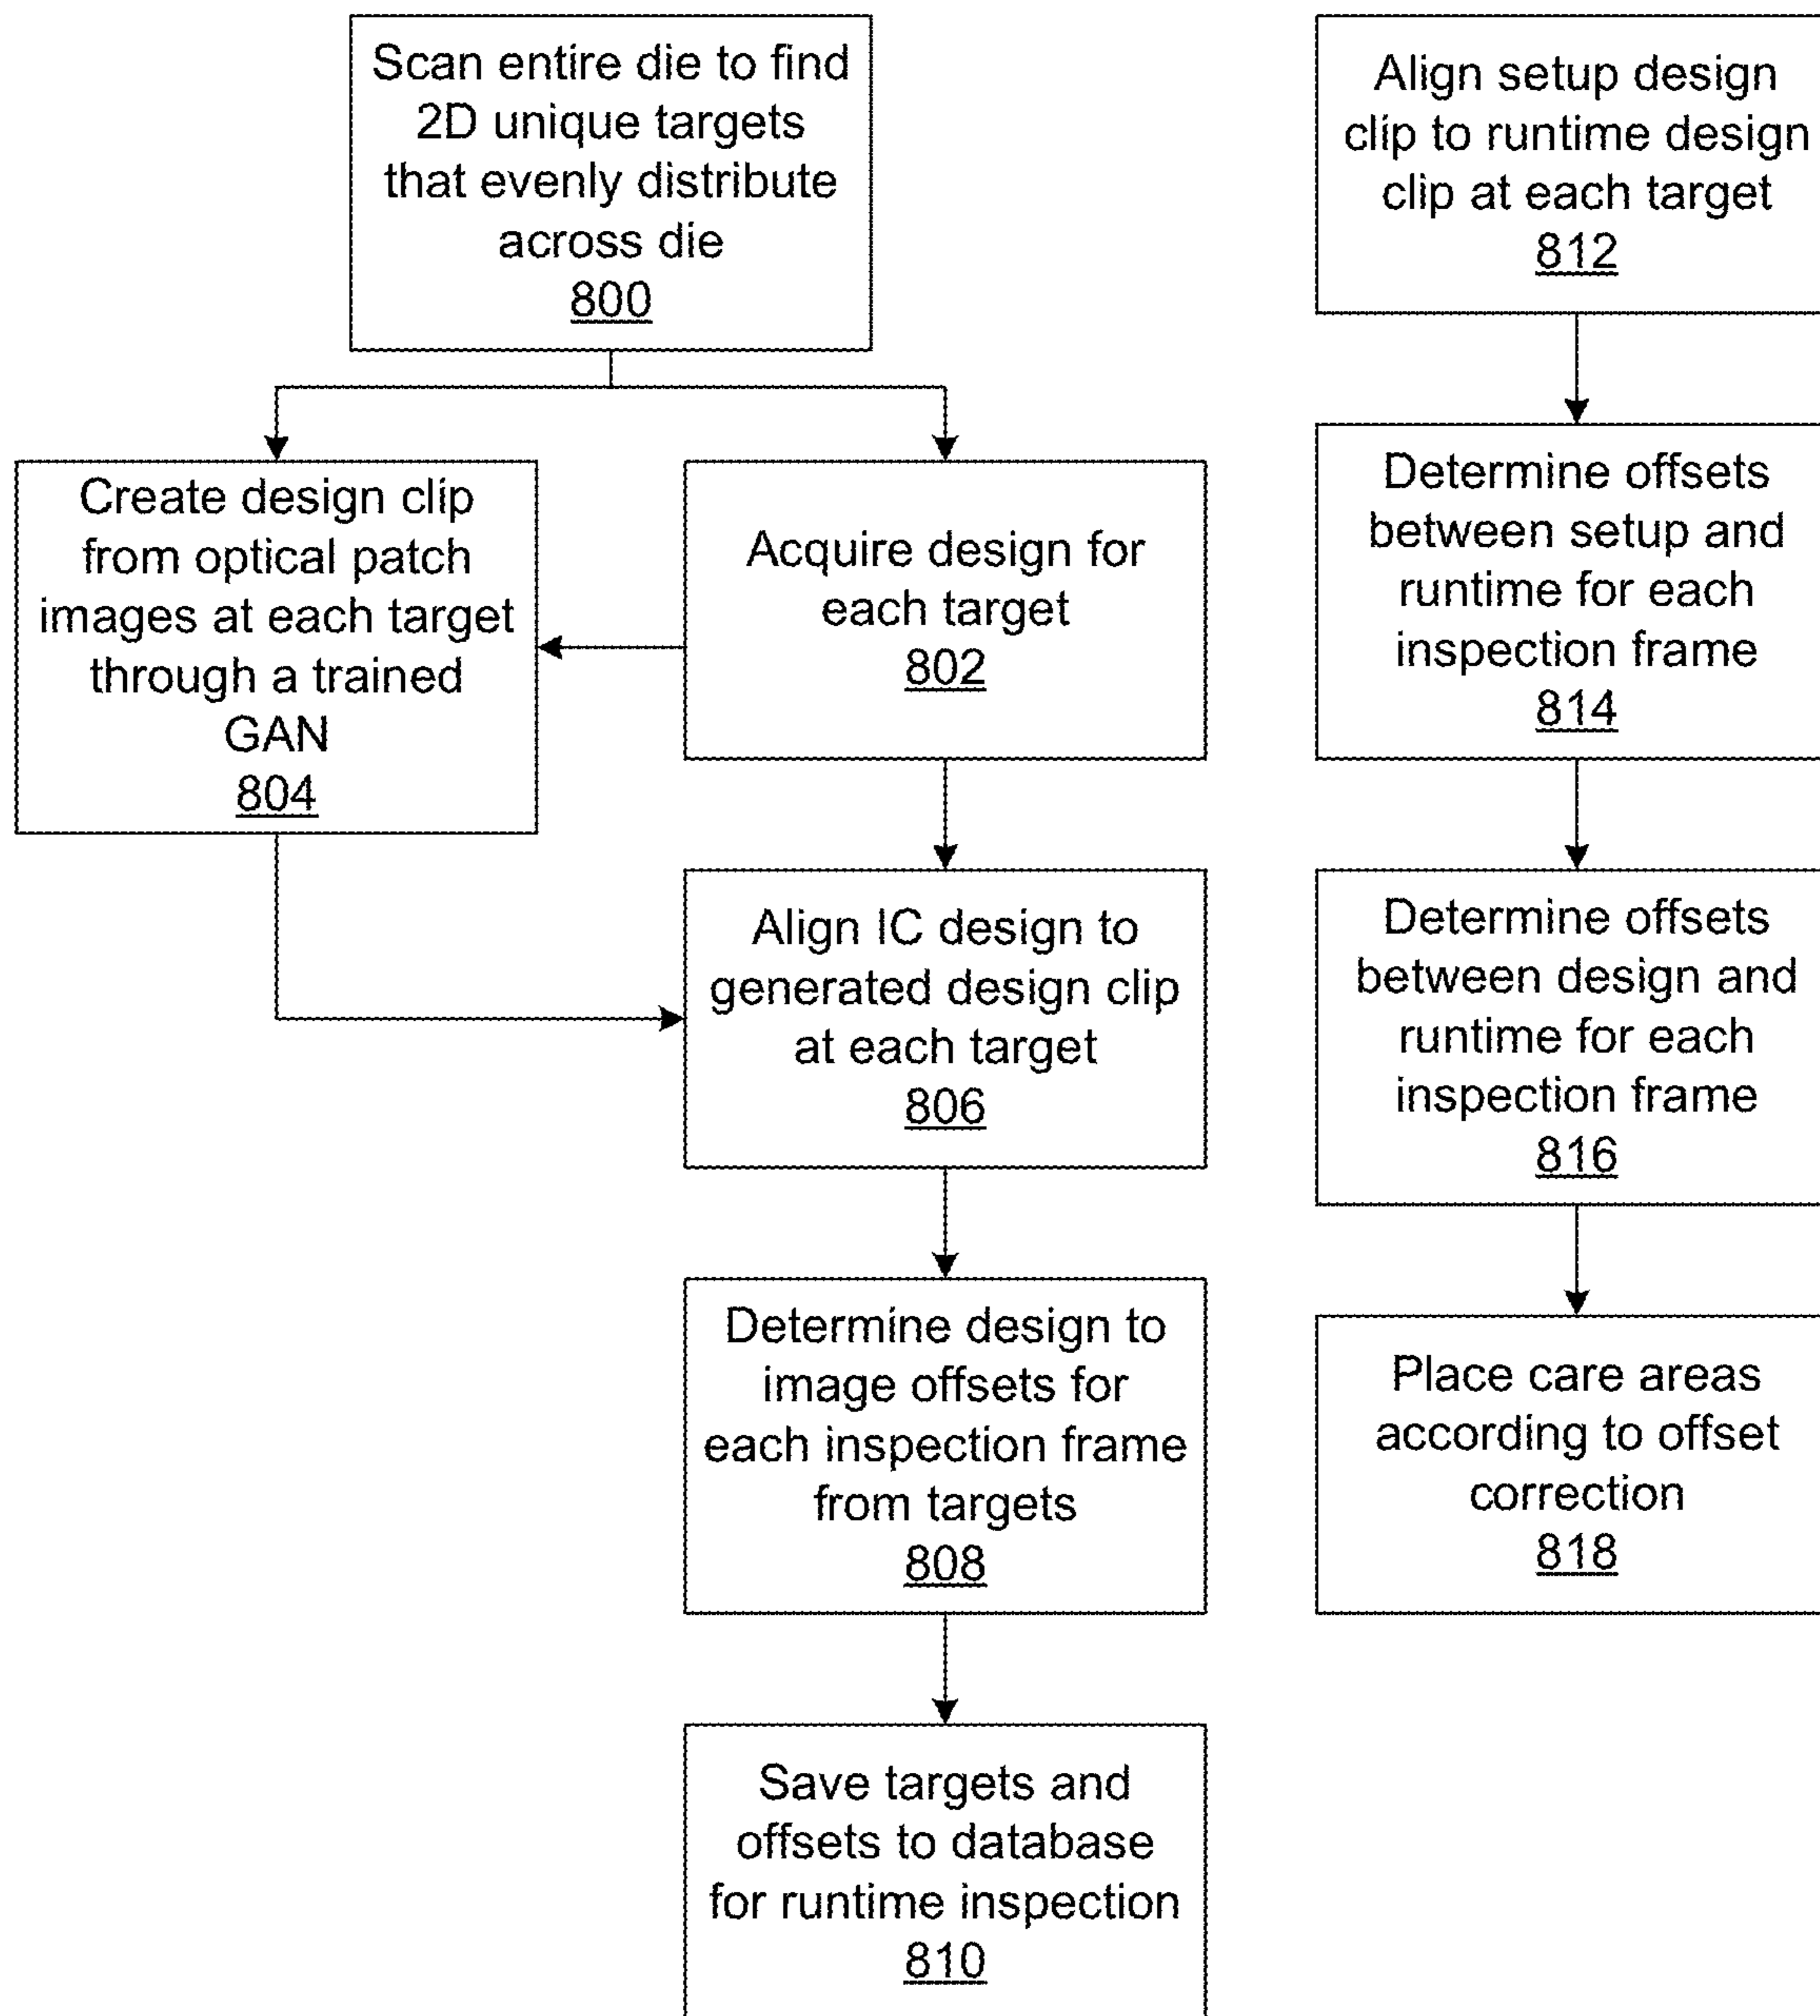 Scan entire die to find
2D unique targets
that evenly distribute
across die
800
Create design clip
from optical patch
images at each target
through a trained
GAN
804
Acquire design for
each target
802
Align IC design to
generated design clip
at each target
806
Determine design to
image offsets for
each inspection frame
from targets
808
Save targets and
offsets to database
for runtime inspection
810
Align setup design
clip to runtime design
clip at each target
812
Determine offsets
between setup and
runtime for each
inspection frame
814
Determine offsets
between design and
runtime for each
inspection frame
816
Place care areas
according to offset
correction
818